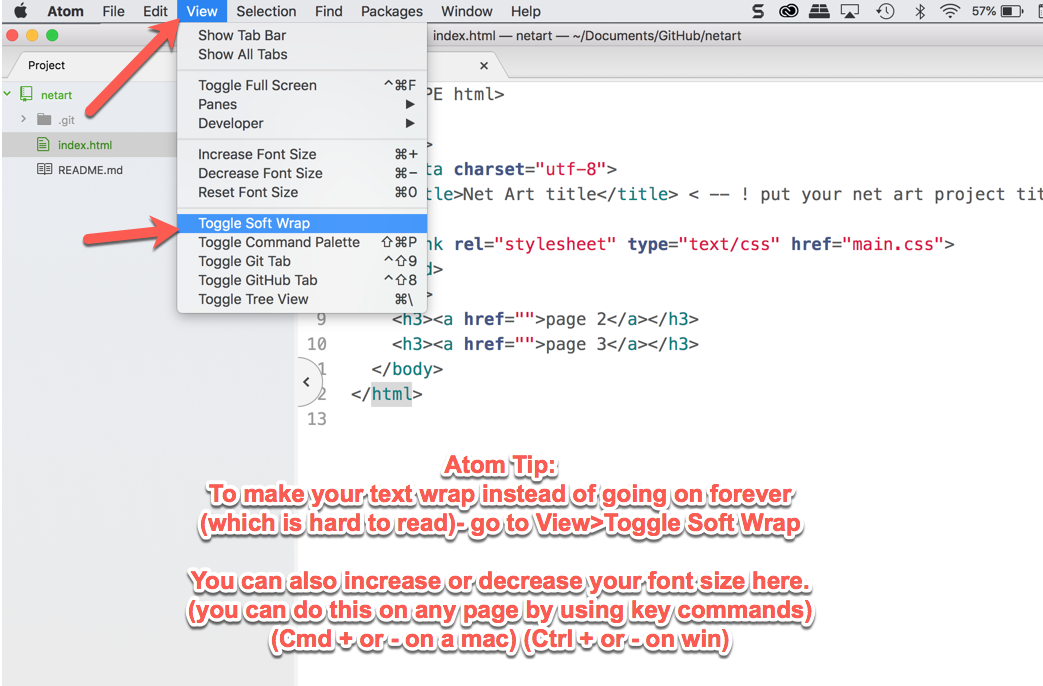 Atom File Edit View Selection Find Packages Window Help 57%
index.html — netart — ~/Documents/GitHub/netart
Project
netart
.git
index.html
README.md
Show Tab Bar
Show All Tabs
Toggle Full Screen ^⌘F
Panes ▶
Developer ▶
Increase Font Size ⌘+
Decrease Font Size ⌘−
Reset Font Size ⌘0
Toggle Soft Wrap
Toggle Command Palette ⇧⌘P
Toggle Git Tab ^⇧9
Toggle GitHub Tab ^⇧8
Toggle Tree View ⌘\
PE html>
>
ta charset="utf-8">
tle>Net Art title</title> < -- ! put your net art project tit
nk rel="stylesheet" type="text/css" href="main.css">
d>
>
9 <h3><a href="">page 2</a></h3>
10 <h3><a href="">page 3</a></h3>
1 </body>
2 </html>
13
Atom Tip:
To make your text wrap instead of going on forever
(which is hard to read)- go to View>Toggle Soft Wrap
You can also increase or decrease your font size here.
(you can do this on any page by using key commands)
(Cmd + or - on a mac) (Ctrl + or - on win)